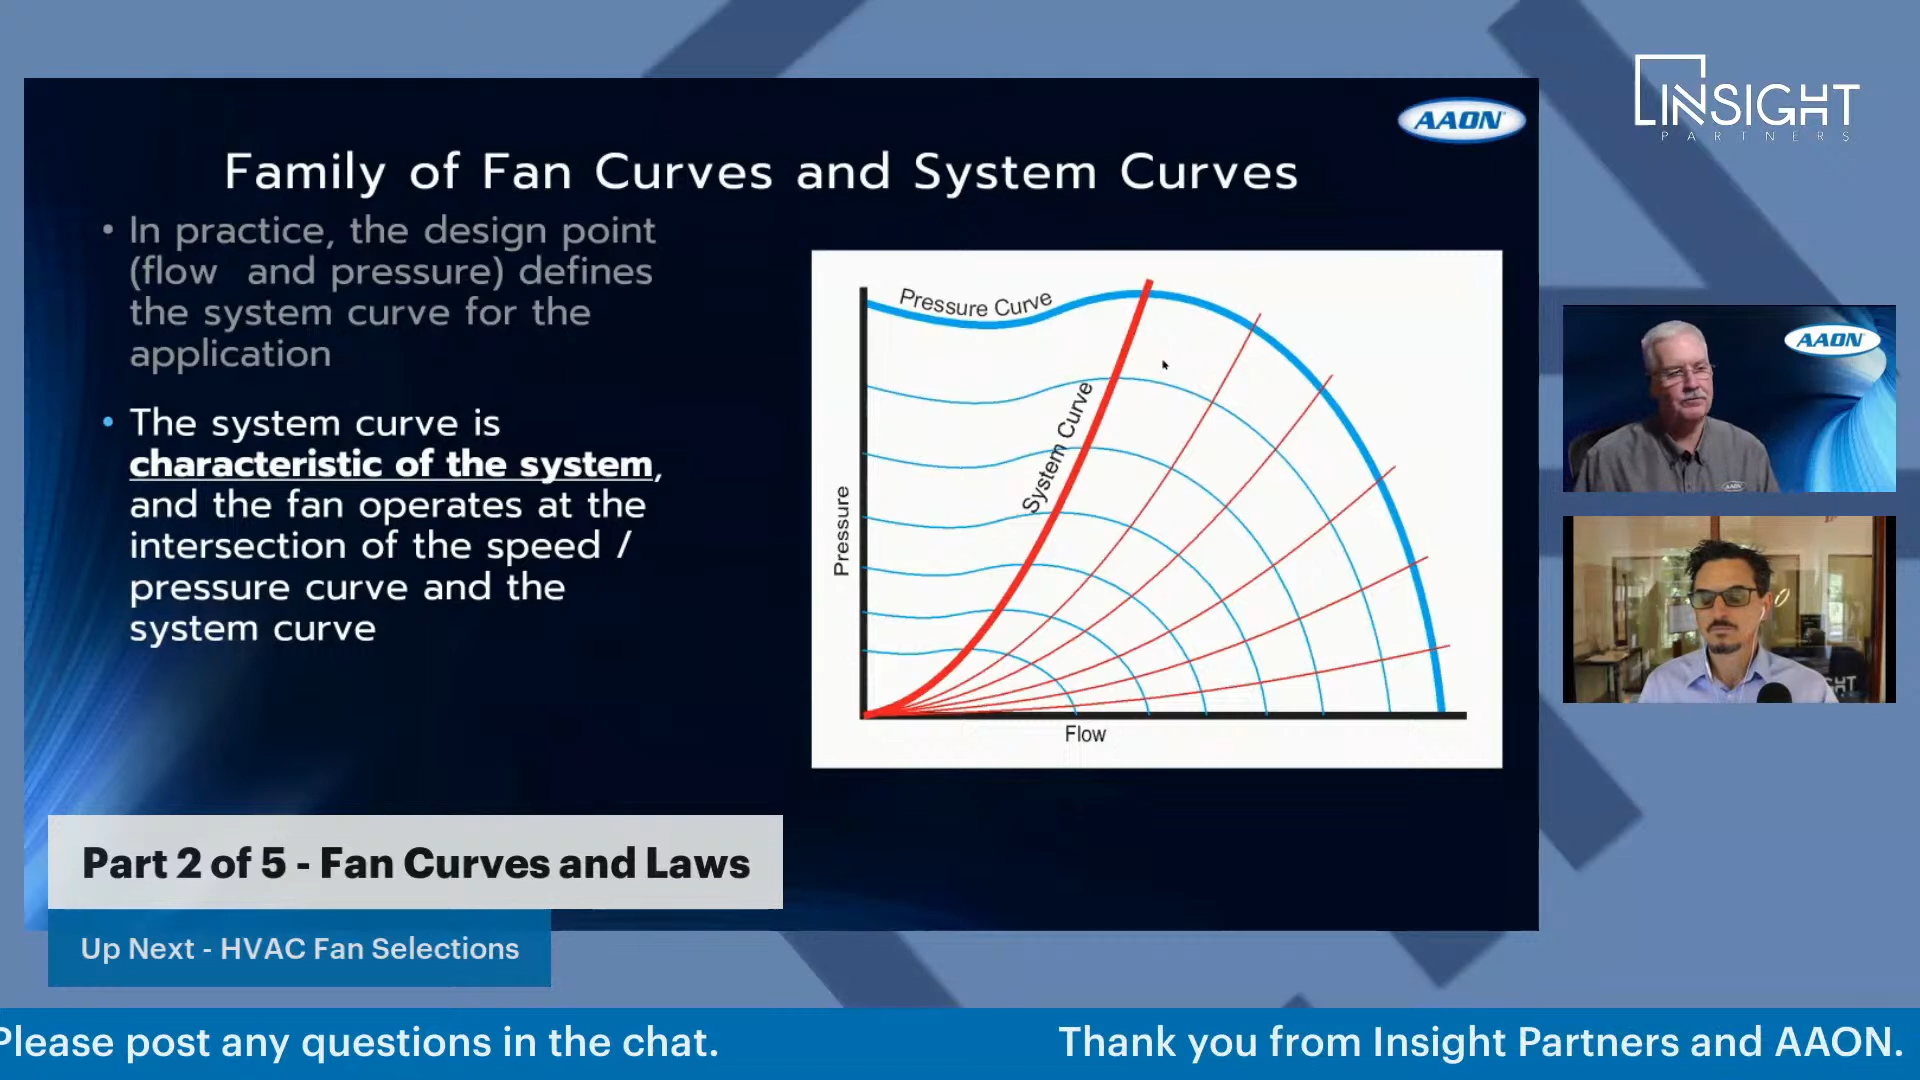 INSIGHT
PARTNERS
AAON
Family of Fan Curves and System Curves
• In practice, the design point
(flow and pressure) defines
the system curve for the
application
• The system curve is
characteristic of the system,
and the fan operates at the
intersection of the speed /
pressure curve and the
system curve
Pressure Curve
System Curve
Pressure
Flow
AAON
AAON
Part 2 of 5 - Fan Curves and Laws
Up Next - HVAC Fan Selections
Please post any questions in the chat.
Thank you from Insight Partners and AAON.